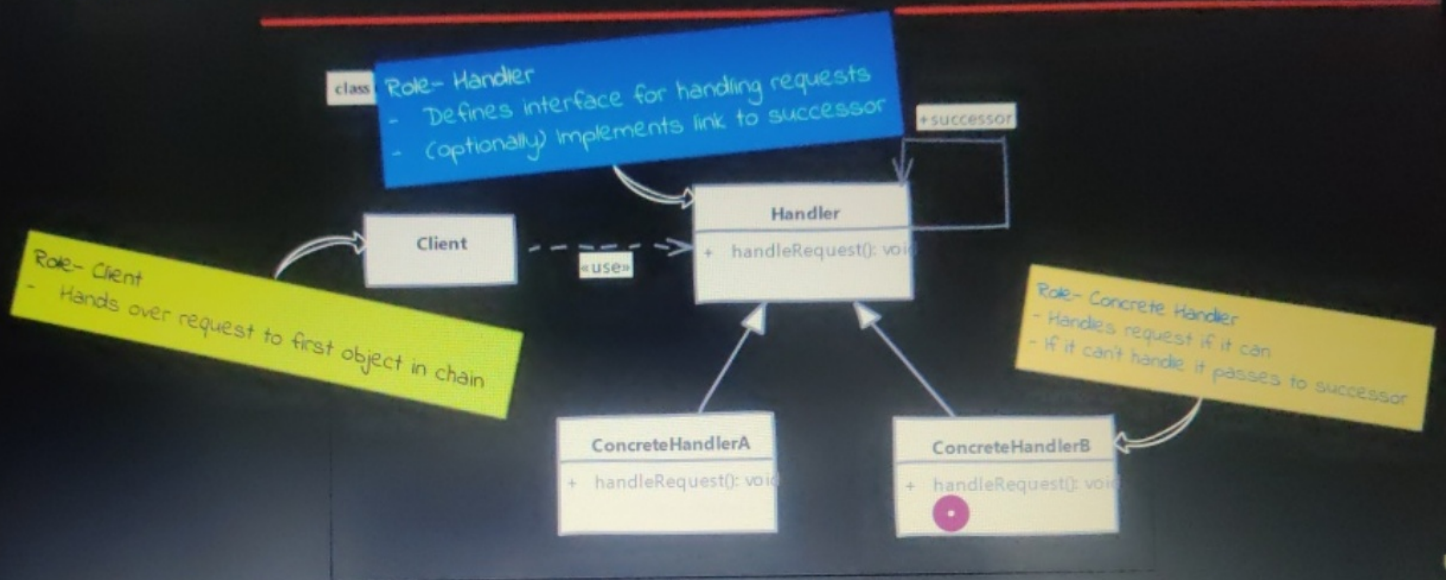 class
Role- Handler
- Defines interface for handling requests
- (optionally) Implements link to successor
+successor
Handler
+ handleRequest(): void
Client
«use»
Role- Client
- Hands over request to first object in chain
Role- Concrete Handler
- Handles request if it can
- If it can't handle it passes to successor
ConcreteHandlerA
+ handleRequest(): void
ConcreteHandlerB
+ handleRequest(): void